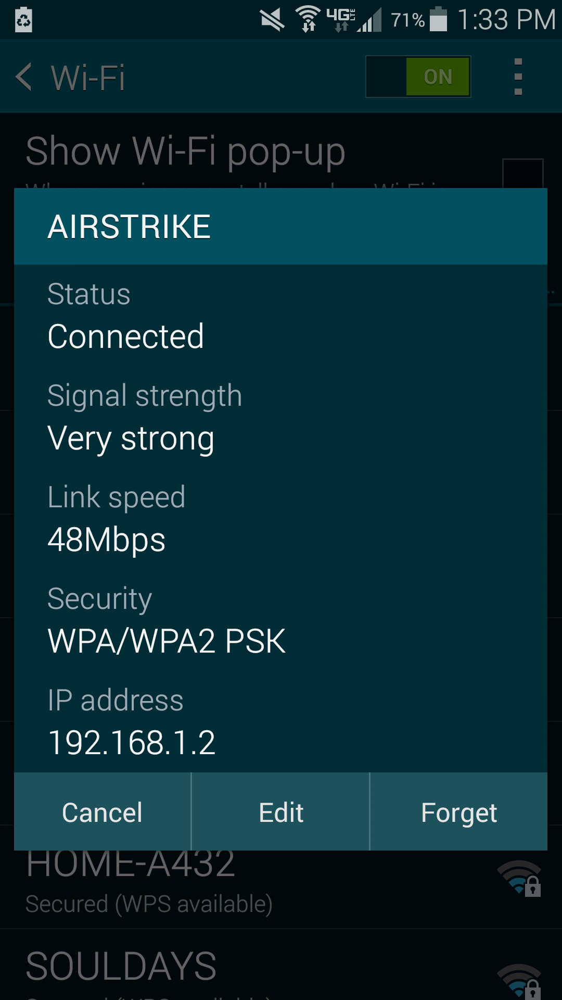 4G LTE 71% 1:33 PM
Wi-Fi ON
Show Wi-Fi pop-up
AIRSTRIKE
Status
Connected
Signal strength
Very strong
Link speed
48Mbps
Security
WPA/WPA2 PSK
IP address
192.168.1.2
Cancel Edit Forget
HOME-A432
Secured (WPS available)
SOULDAYS